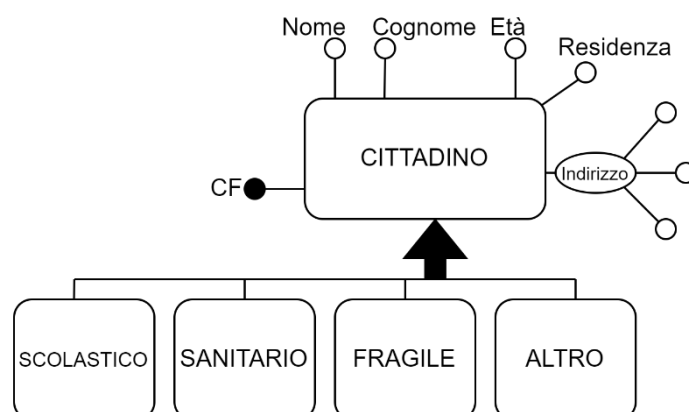 Nome Cognome Età
Residenza
CITTADINO
Indirizzo
CF
SCOLASTICO SANITARIO FRAGILE ALTRO